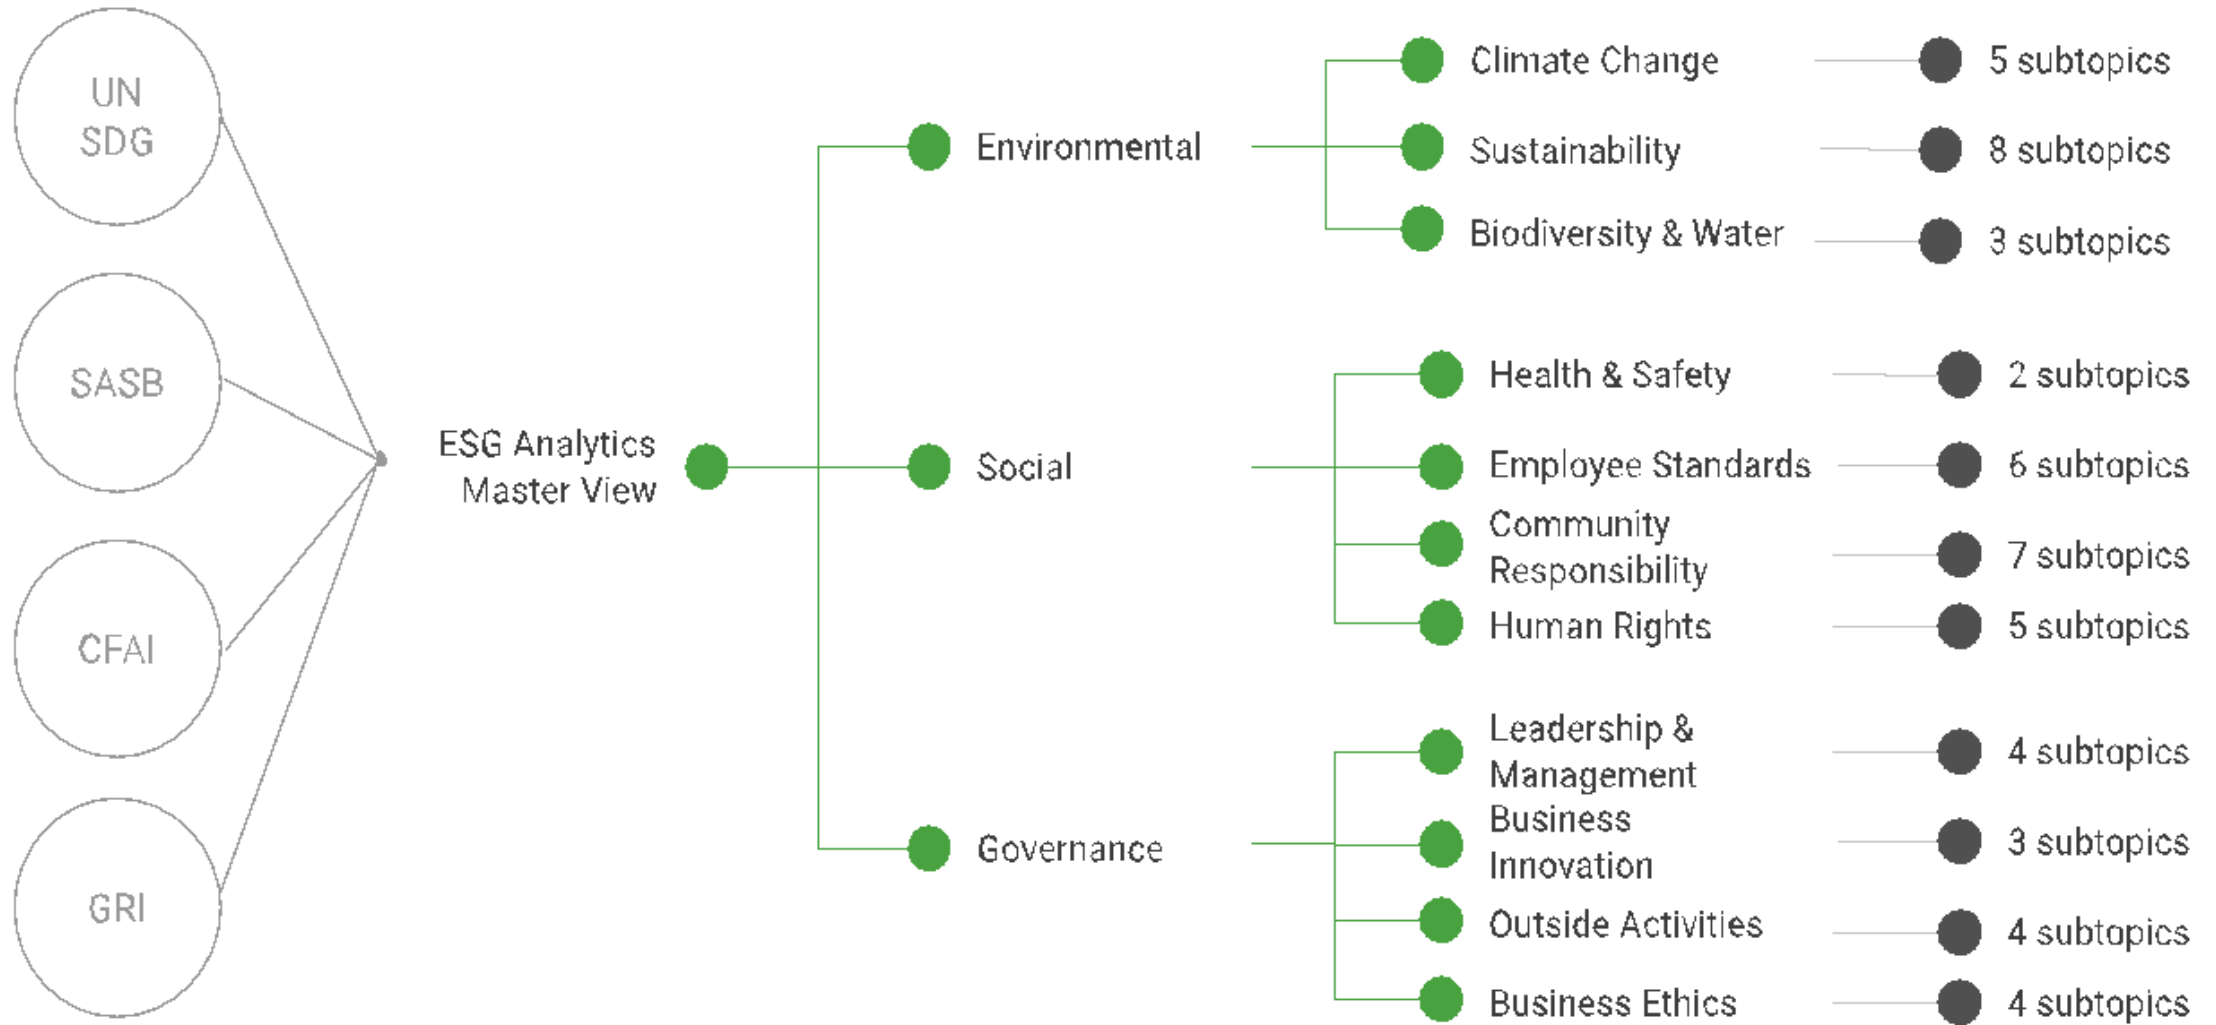 UN
SDG
SASB
CFAI
GRI
ESG Analytics
Master View
Environmental
Climate Change
5 subtopics
Sustainability
8 subtopics
Biodiversity & Water
3 subtopics
Social
Health & Safety
2 subtopics
Employee Standards
6 subtopics
Community
Responsibility
7 subtopics
Human Rights
5 subtopics
Governance
Leadership &
Management
4 subtopics
Business
Innovation
3 subtopics
Outside Activities
4 subtopics
Business Ethics
4 subtopics